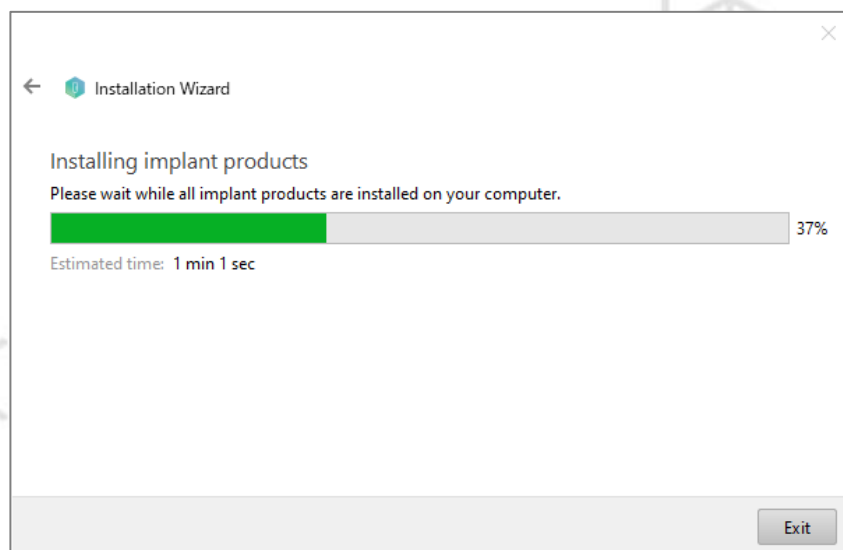 Installation Wizard
Installing implant products
Please wait while all implant products are installed on your computer.
37%
Estimated time: 1 min 1 sec
Exit